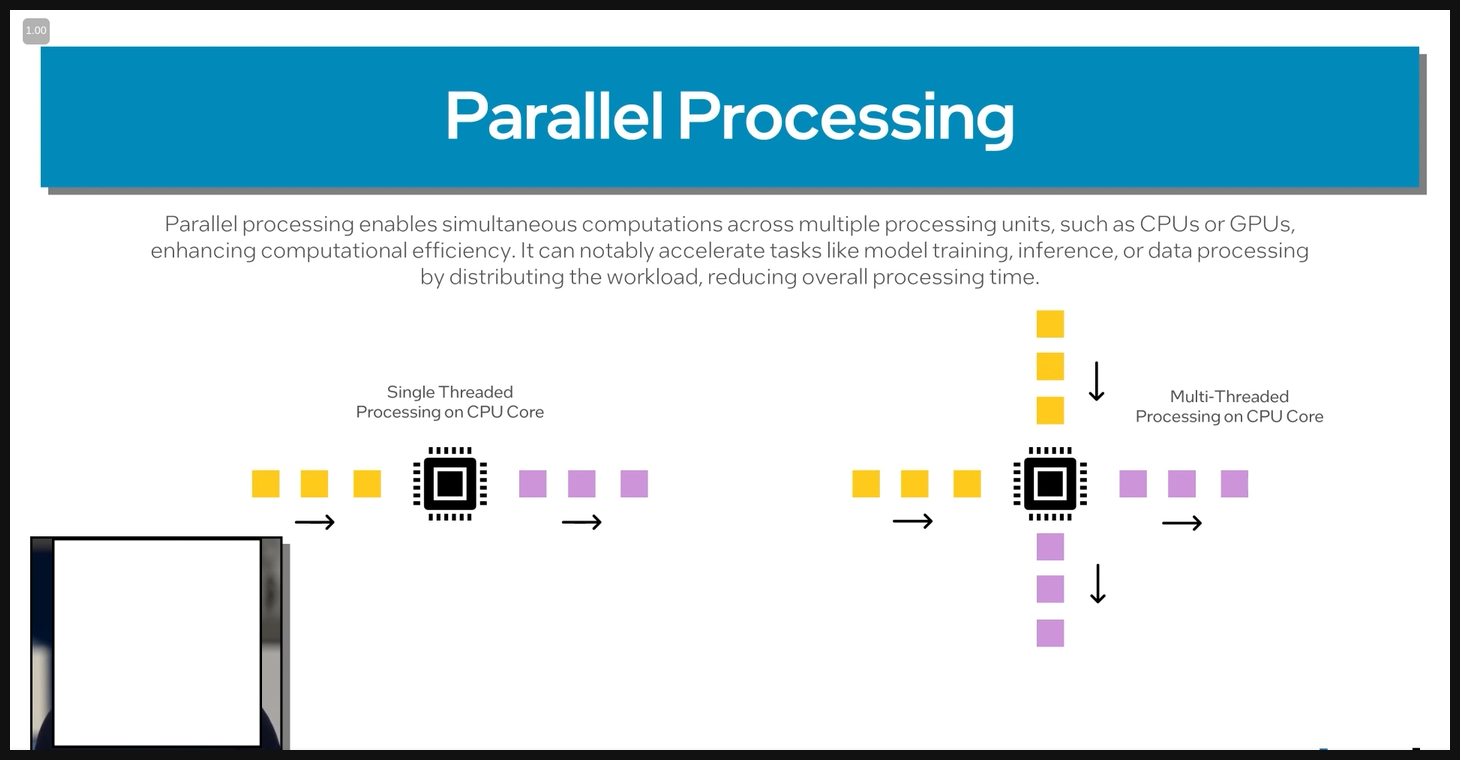 1.00
Parallel Processing
Parallel processing enables simultaneous computations across multiple processing units, such as CPUs or GPUs,
enhancing computational efficiency. It can notably accelerate tasks like model training, inference, or data processing
by distributing the workload, reducing overall processing time.
Single Threaded
Processing on CPU Core
Multi-Threaded
Processing on CPU Core